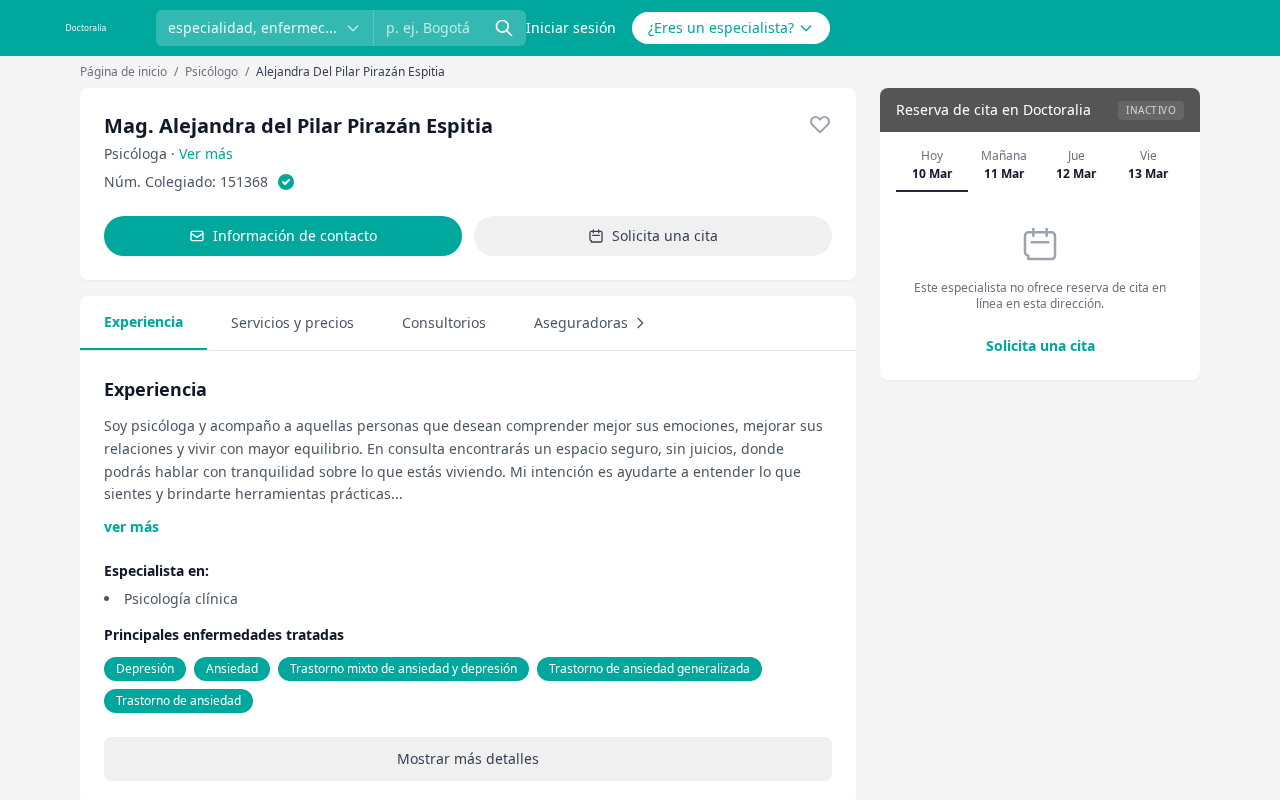 Doctoralia
especialidad, enfermec...
p. ej. Bogotá
Iniciar sesión
¿Eres un especialista?
Página de inicio / Psicólogo / Alejandra Del Pilar Pirazán Espitia
Mag. Alejandra del Pilar Pirazán Espitia
Psicóloga · Ver más
Núm. Colegiado: 151368
Información de contacto
Solicita una cita
Reserva de cita en Doctoralia
INACTIVO
Hoy
10 Mar
Mañana
11 Mar
Jue
12 Mar
Vie
13 Mar
Este especialista no ofrece reserva de cita en
línea en esta dirección.
Solicita una cita
Experiencia
Servicios y precios
Consultorios
Aseguradoras
Experiencia
Soy psicóloga y acompaño a aquellas personas que desean comprender mejor sus emociones, mejorar sus
relaciones y vivir con mayor equilibrio. En consulta encontrarás un espacio seguro, sin juicios, donde
podrás hablar con tranquilidad sobre lo que estás viviendo. Mi intención es ayudarte a entender lo que
sientes y brindarte herramientas prácticas...
ver más
Especialista en:
• Psicología clínica
Principales enfermedades tratadas
Depresión
Ansiedad
Trastorno mixto de ansiedad y depresión
Trastorno de ansiedad generalizada
Trastorno de ansiedad
Mostrar más detalles